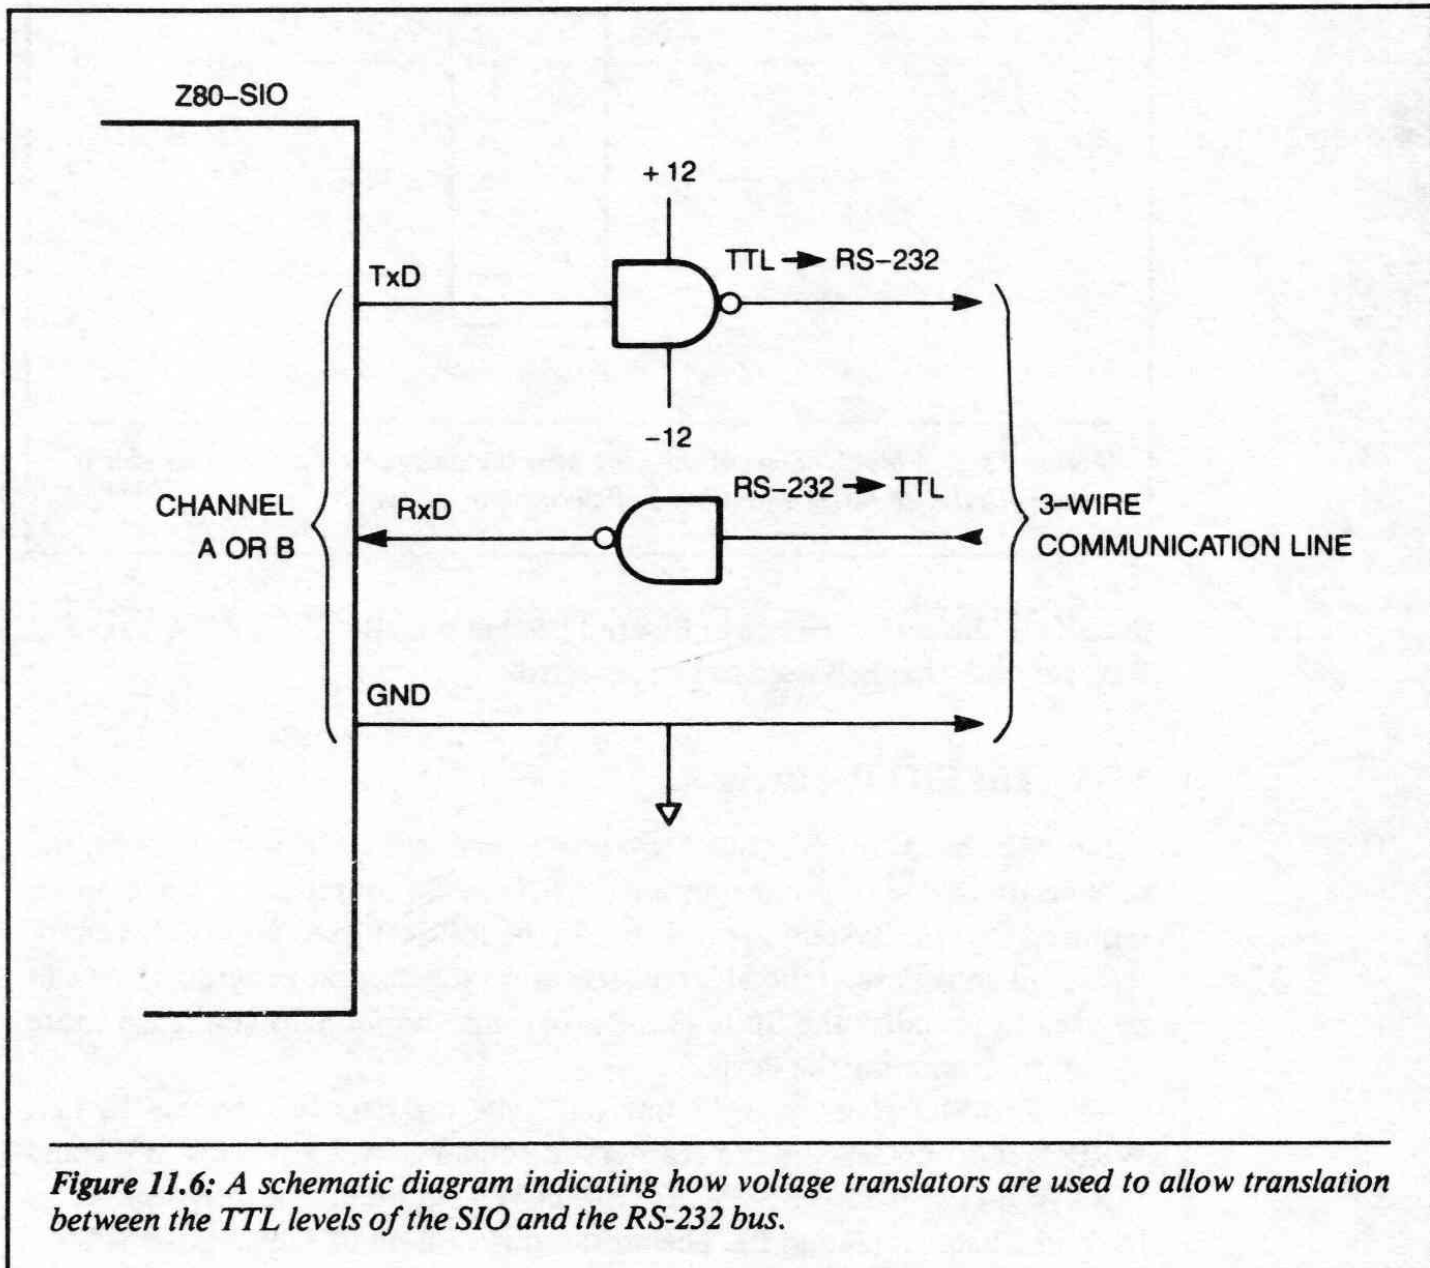 Z80–SIO
+12
TxD
TTL → RS–232
−12
RS–232 → TTL
CHANNEL
A OR B
RxD
3–WIRE
COMMUNICATION LINE
GND
Figure 11.6: A schematic diagram indicating how voltage translators are used to allow translation
between the TTL levels of the SIO and the RS-232 bus.